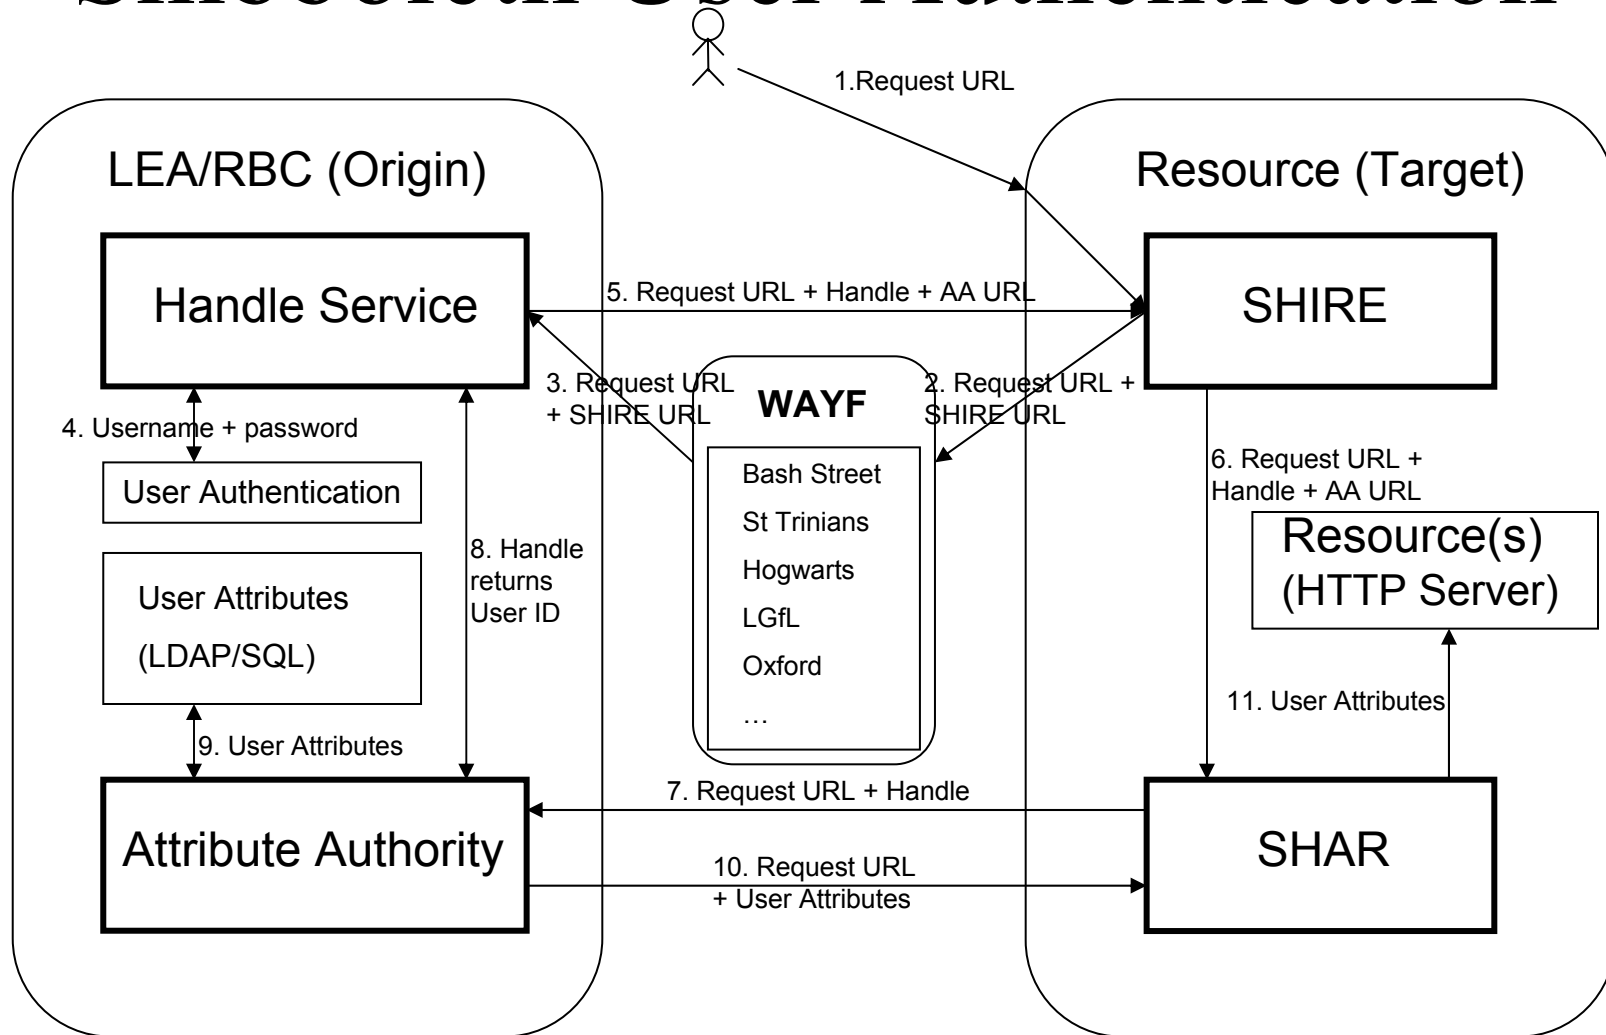 Shibboleth User Authentication
1.Request URL
LEA/RBC (Origin)
Resource (Target)
Handle Service
5. Request URL + Handle + AA URL
SHIRE
3. Request URL
+ SHIRE URL
WAYF
2. Request URL +
SHIRE URL
4. Username + password
User Authentication
Bash Street
St Trinians
Hogwarts
LGfL
Oxford
…
6. Request URL +
Handle + AA URL
Resource(s)
(HTTP Server)
8. Handle
returns
User ID
User Attributes
(LDAP/SQL)
11. User Attributes
9. User Attributes
7. Request URL + Handle
Attribute Authority
10. Request URL
+ User Attributes
SHAR